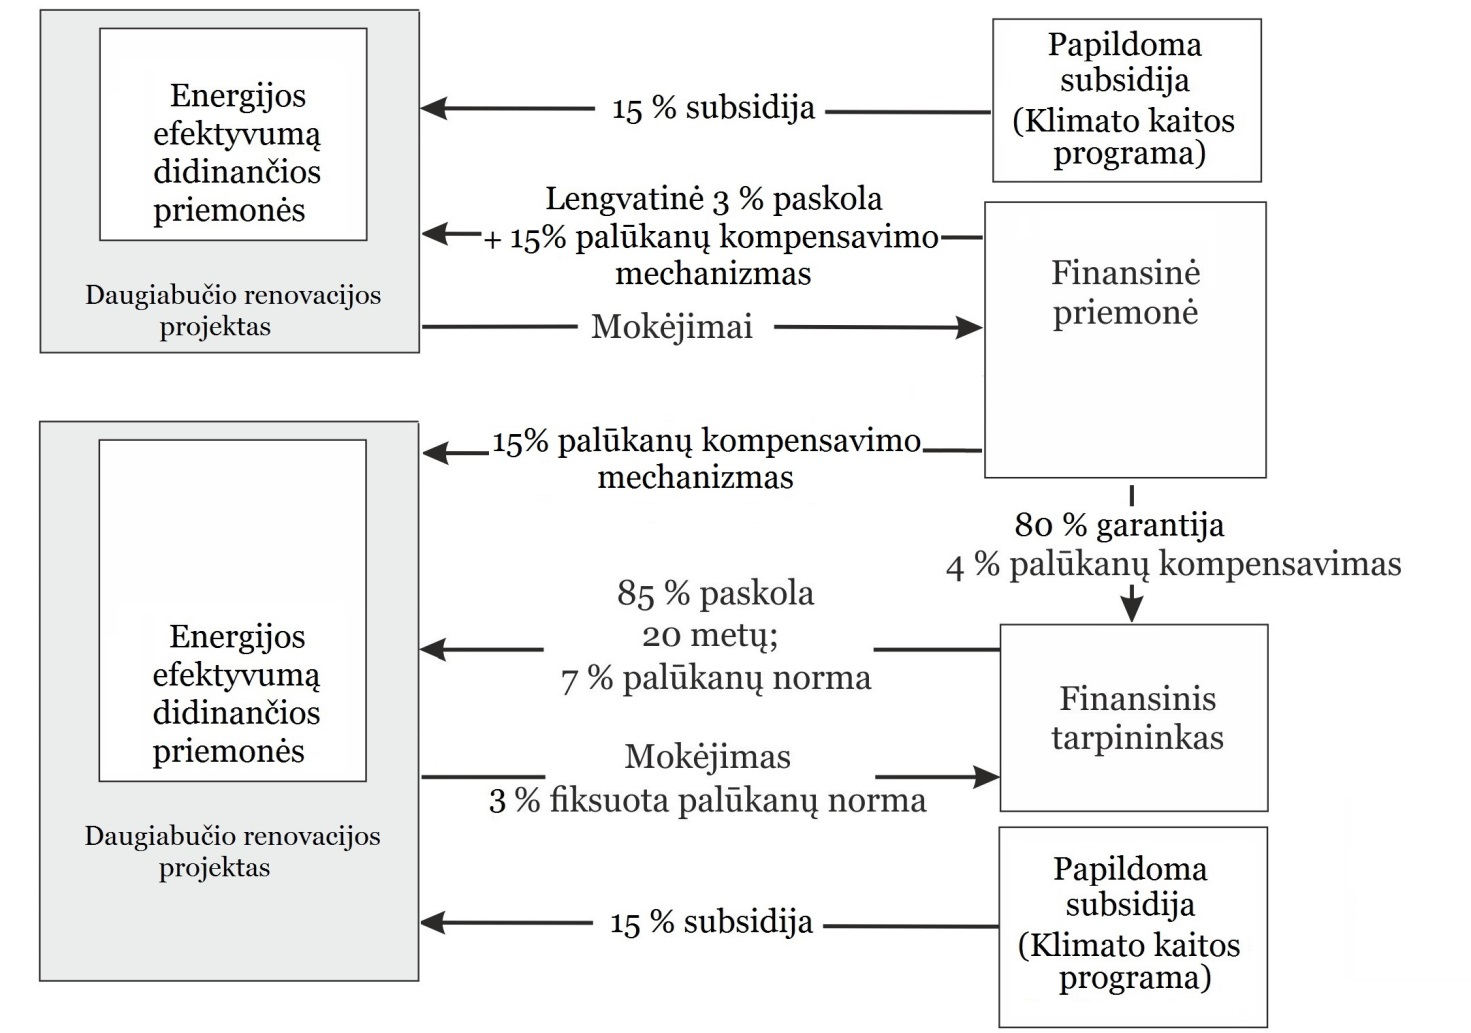 Energijos
efektyvumą
didinančios
priemonės
Daugiabučio renovacijos
projektas
15 % subsidija
Papildoma
subsidija
(Klimato kaitos
programa)
Lengvatinė 3 % paskola
+ 15% palūkanų kompensavimo
mechanizmas
Mokėjimai
Finansinė
priemonė
15% palūkanų kompensavimo
mechanizmas
80 % garantija
4 % palūkanų kompensavimas
Energijos
efektyvumą
didinančios
priemonės
Daugiabučio renovacijos
projektas
85 % paskola
20 metų;
7 % palūkanų norma
Finansinis
tarpininkas
Mokėjimas
3 % fiksuota palūkanų norma
15 % subsidija
Papildoma
subsidija
(Klimato kaitos
programa)